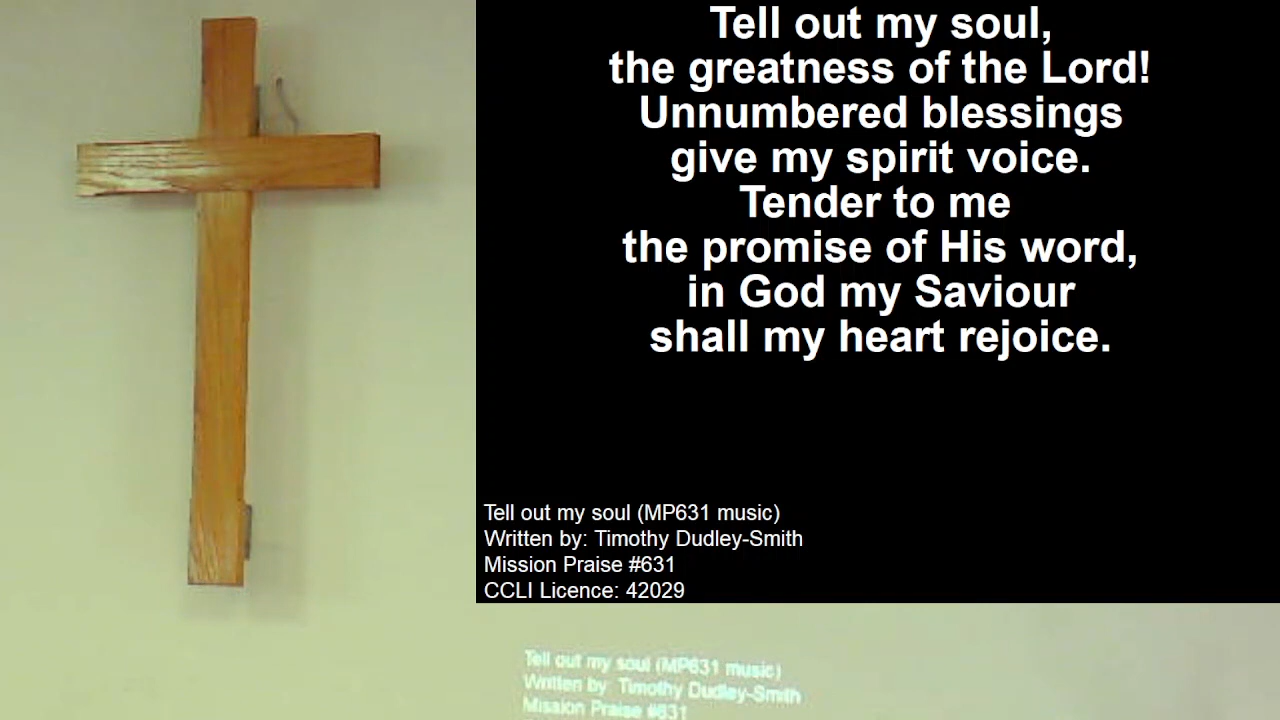 Tell out my soul,
the greatness of the Lord!
Unnumbered blessings
give my spirit voice.
Tender to me
the promise of His word,
in God my Saviour
shall my heart rejoice.
Tell out my soul (MP631 music)
Written by: Timothy Dudley-Smith
Mission Praise #631
CCLI Licence: 42029
Tell out my soul (MP631 music)
Written by: Timothy Dudley-Smith
Mission Praise #631